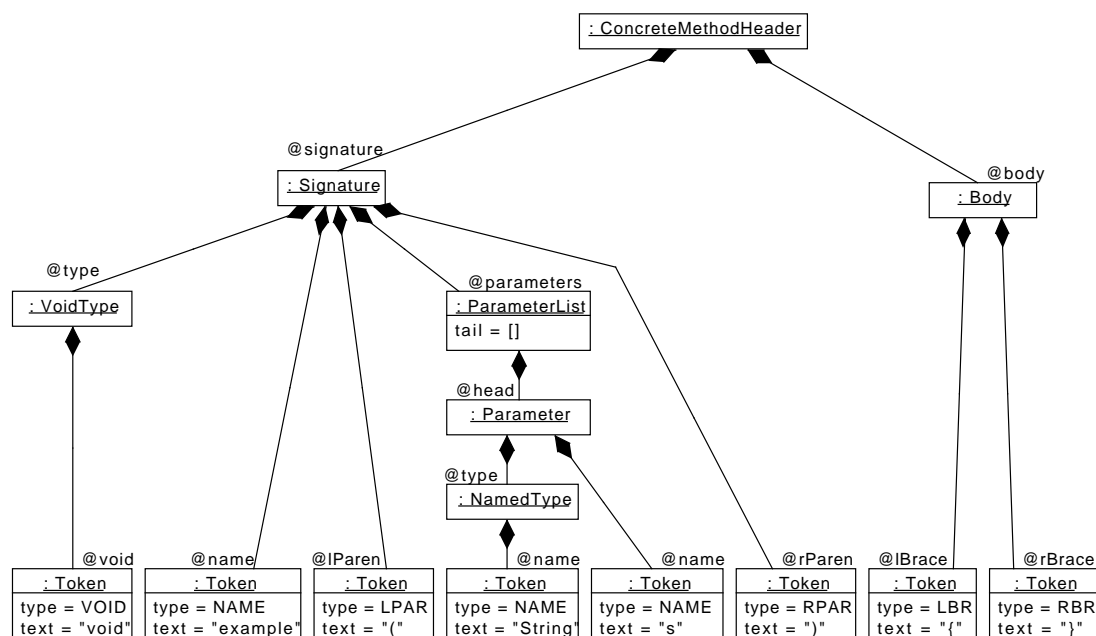 : ConcreteMethodHeader
@signature
: Signature
@body
: Body
@type
: VoidType
@parameters
: ParameterList
tail = []
@head
: Parameter
@type
: NamedType
@void
: Token
type = VOID
text = "void"
@name
: Token
type = NAME
text = "example"
@lParen
: Token
type = LPAR
text = "("
@name
: Token
type = NAME
text = "String"
@name
: Token
type = NAME
text = "s"
@rParen
: Token
type = RPAR
text = ")"
@lBrace
: Token
type = LBR
text = "{"
@rBrace
: Token
type = RBR
text = "}"